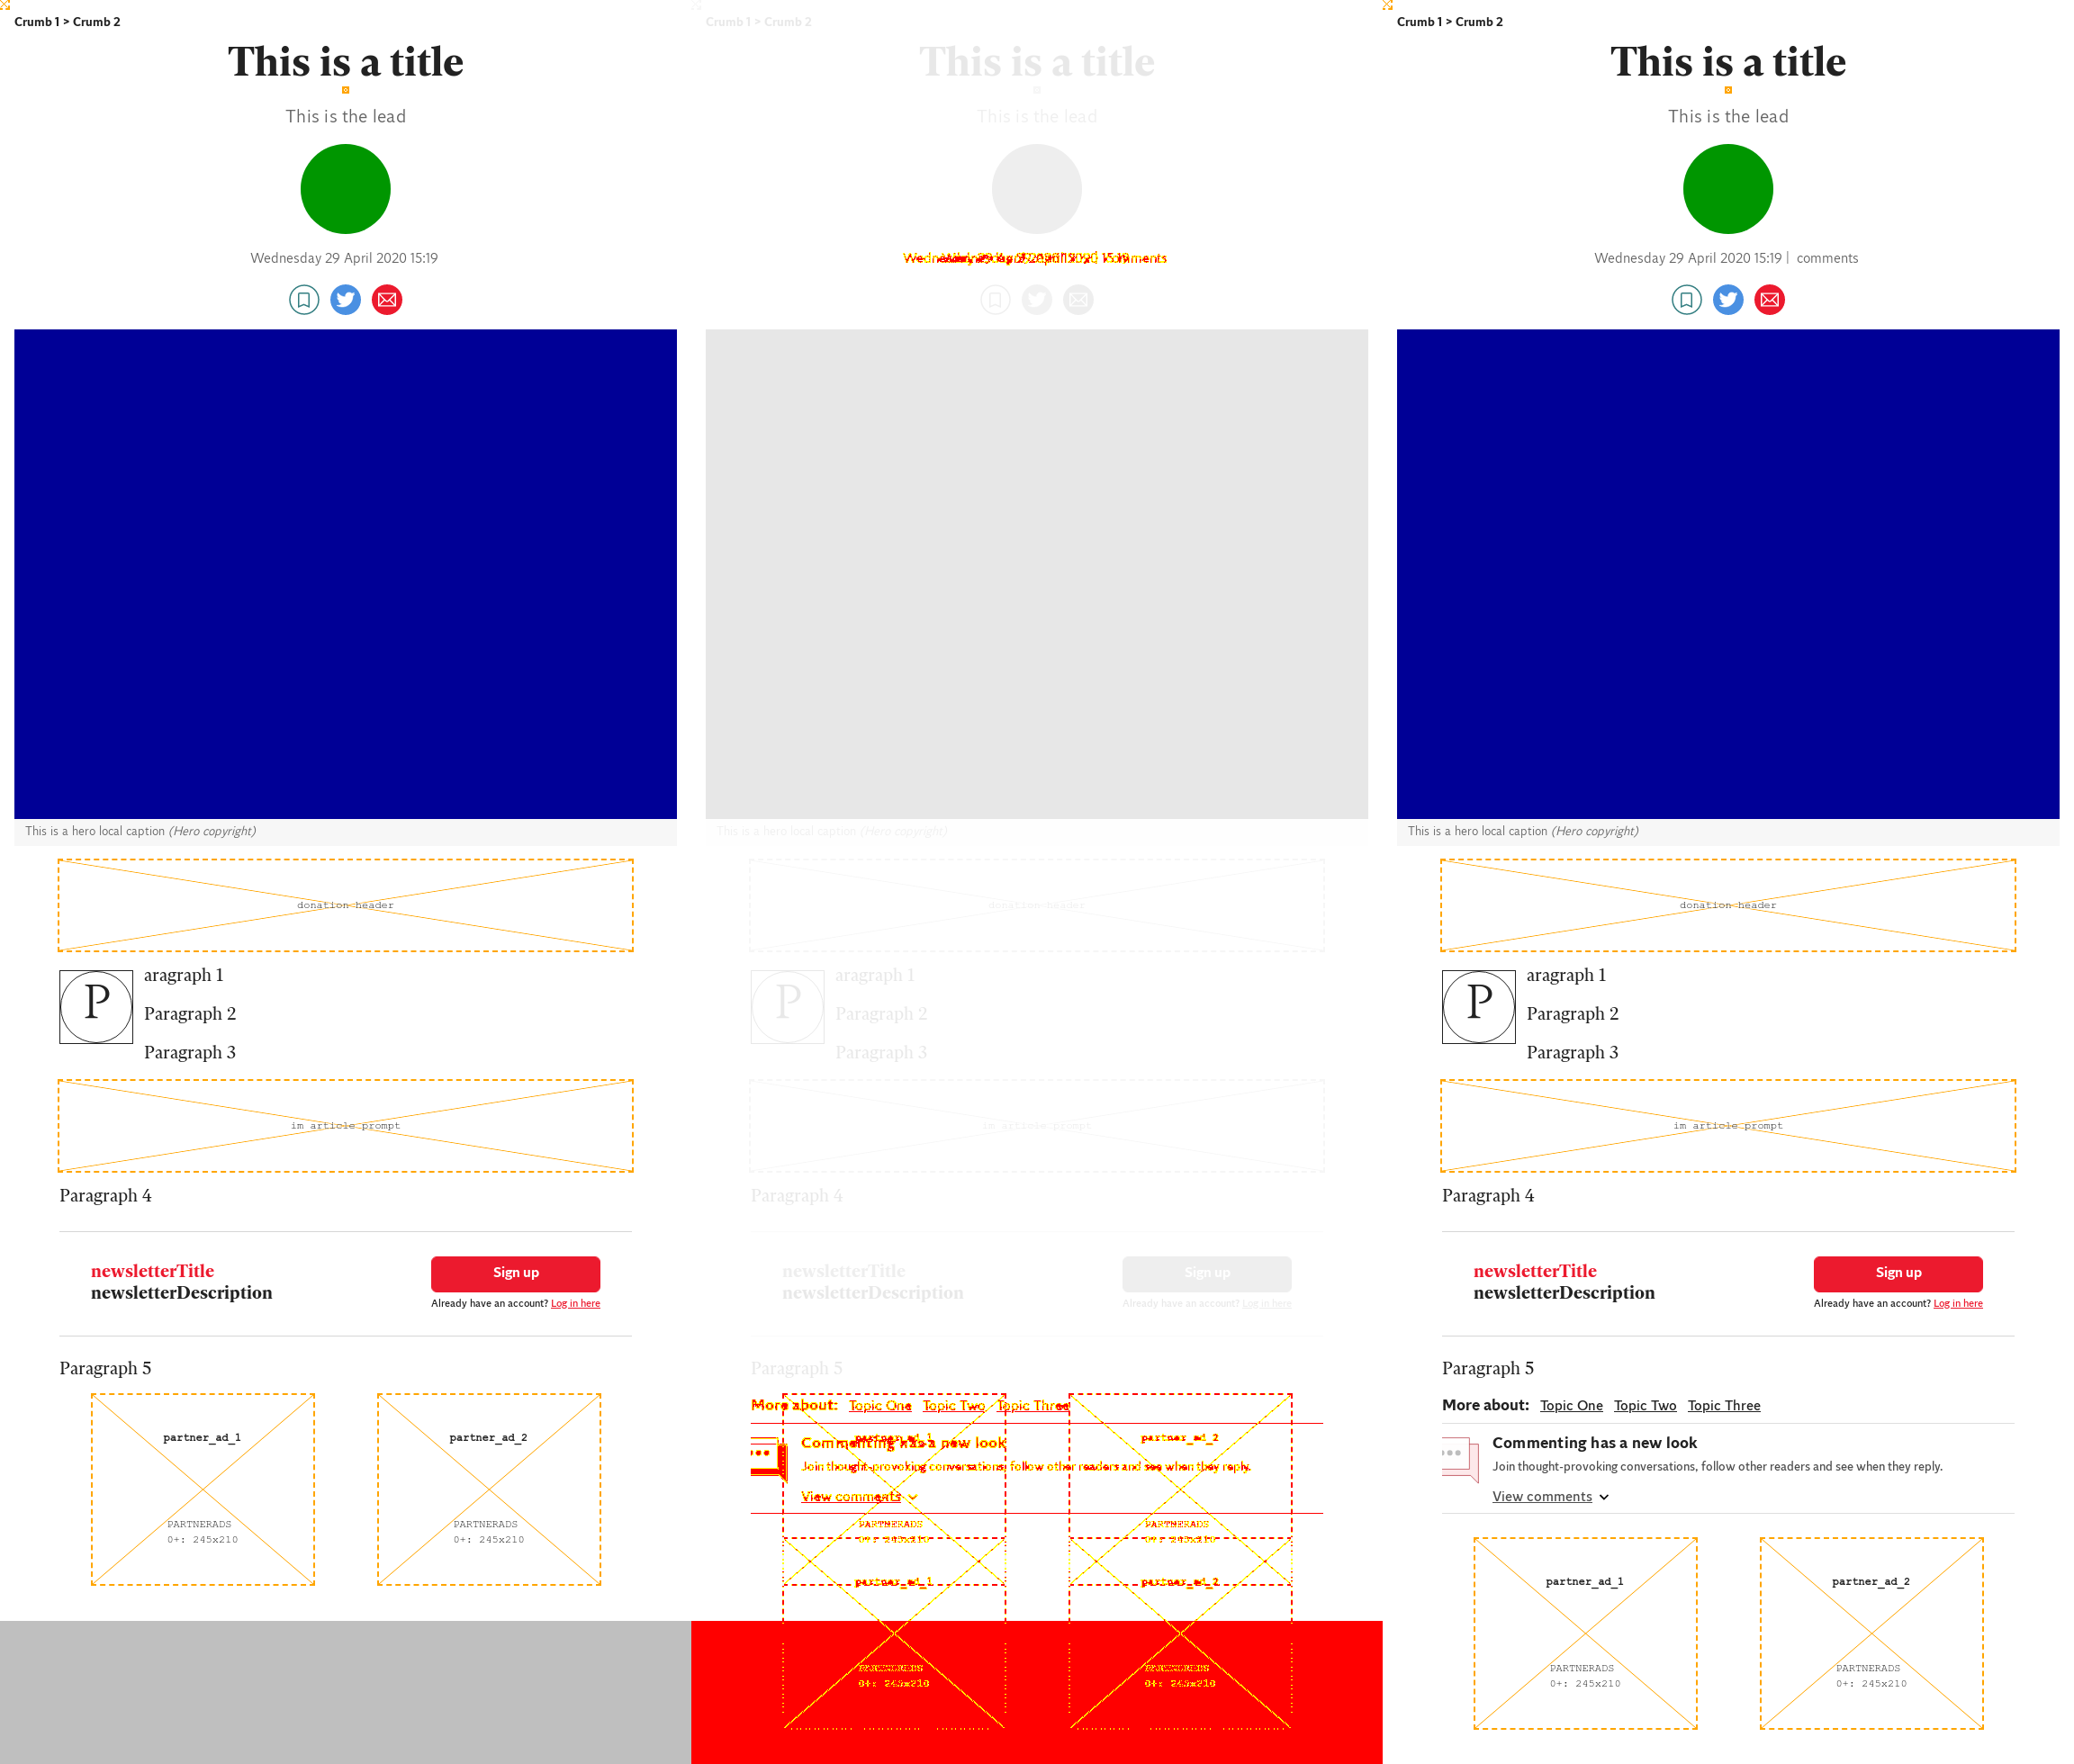 Crumb 1 > Crumb 2
This is a title
This is the lead
Wednesday 29 April 2020 15:19
This is a hero local caption (Hero copyright)
donation header
aragraph 1
P
Paragraph 2
Paragraph 3
im article prompt
Paragraph 4
newsletterTitle
newsletterDescription
Sign up
Already have an account? Log in here
Paragraph 5
partner_ad_1
PARTNERADS
0+: 245x210
partner_ad_2
PARTNERADS
0+: 245x210
Crumb 1 > Crumb 2
This is a title
This is the lead
This is a hero local caption (Hero copyright)
donation header
aragraph 1
P
Paragraph 2
Paragraph 3
im article prompt
Paragraph 4
newsletterTitle
newsletterDescription
Sign up
Already have an account? Log in here
Paragraph 5
More about: Topic One Topic Two Topic Three
partner_ad_1
partner_ad_2
Commenting has a new look
Join thought-provoking conversations, follow other readers and see when they reply.
View comments
PARTNERADS
0+: 245x210
PARTNERADS
0+: 245x210
partner_ad_1
partner_ad_2
PARTNERADS
0+: 245x210
PARTNERADS
0+: 245x210
Crumb 1 > Crumb 2
This is a title
This is the lead
Wednesday 29 April 2020 15:19 | comments
This is a hero local caption (Hero copyright)
donation header
aragraph 1
P
Paragraph 2
Paragraph 3
im article prompt
Paragraph 4
newsletterTitle
newsletterDescription
Sign up
Already have an account? Log in here
Paragraph 5
More about: Topic One Topic Two Topic Three
Commenting has a new look
Join thought-provoking conversations, follow other readers and see when they reply.
View comments
partner_ad_1
PARTNERADS
0+: 245x210
partner_ad_2
PARTNERADS
0+: 245x210